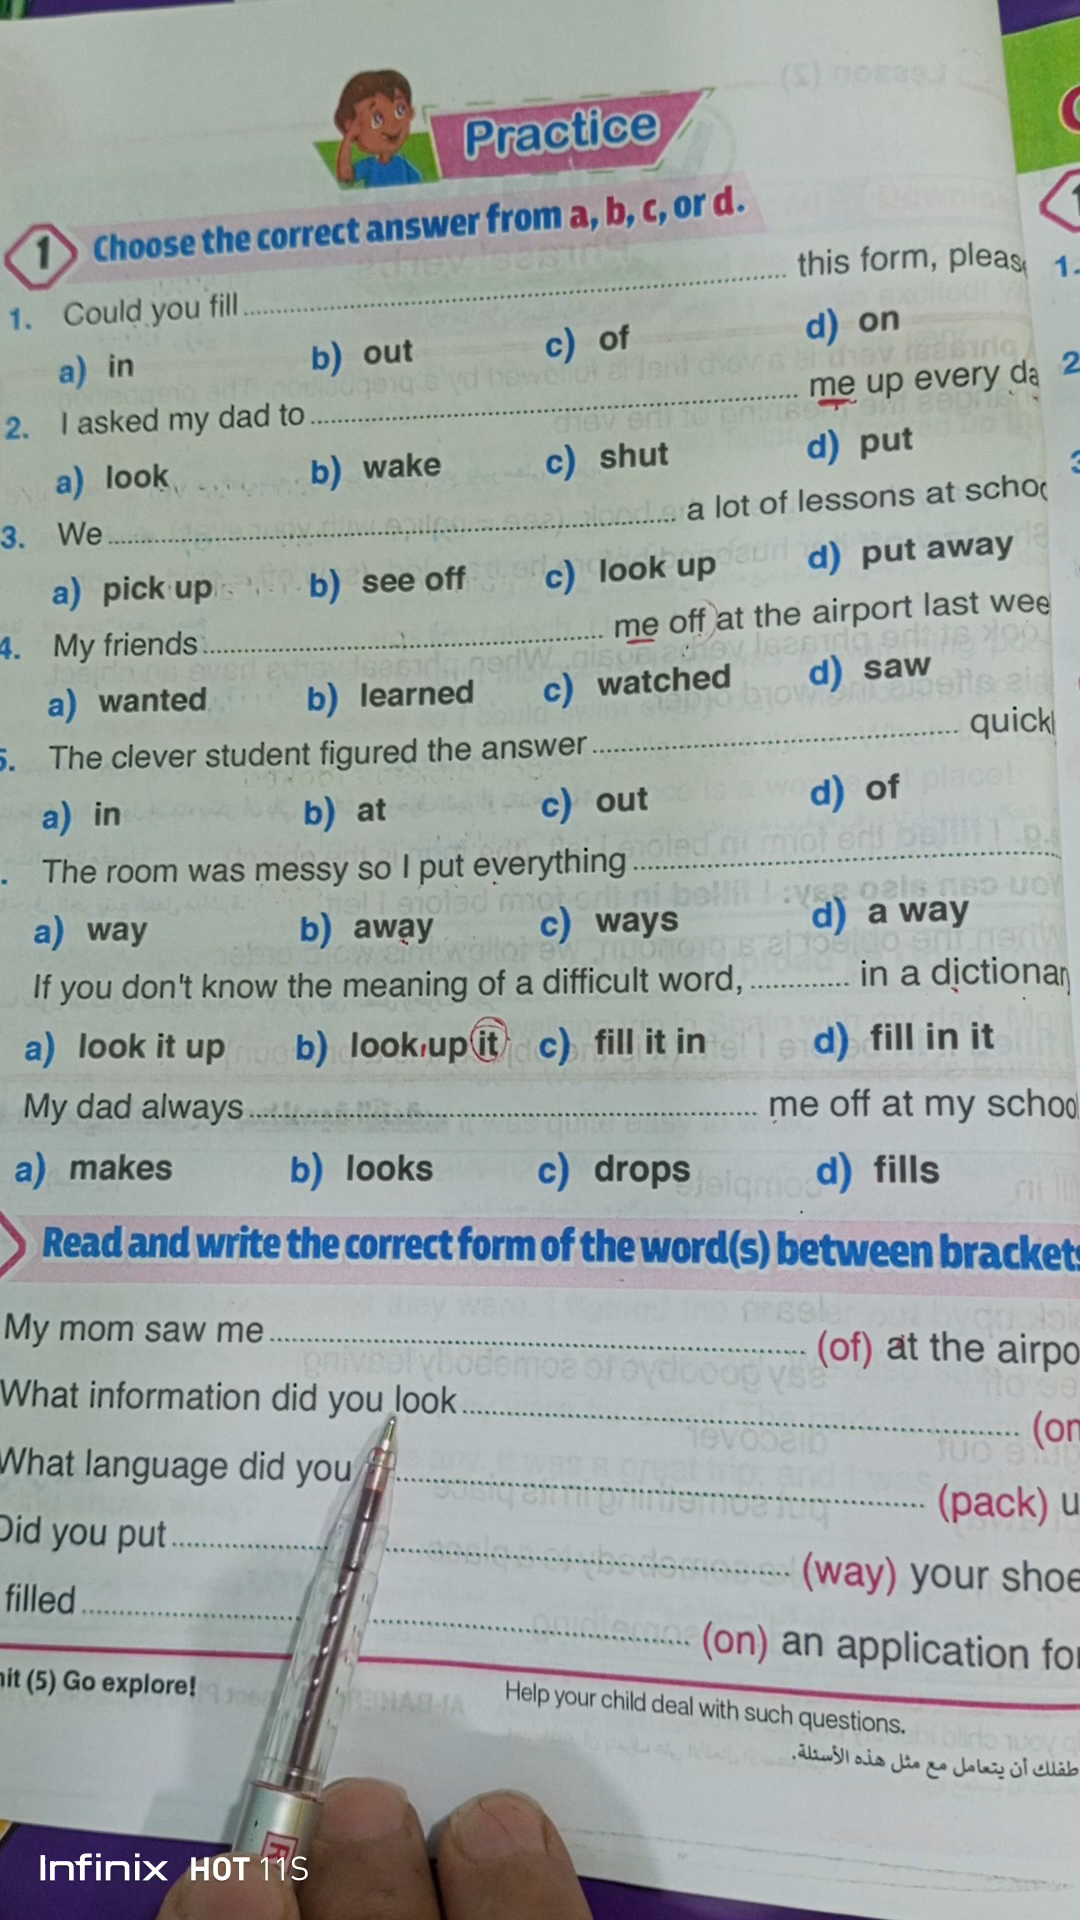 Practice
1 Choose the correct answer from a, b, c, or d.
1. Could you fill ........ this form, pleas
a) in b) out c) of d) on
2. I asked my dad to ........ me up every da
a) look b) wake c) shut d) put
3. We ........ a lot of lessons at schoo
a) pick up b) see off c) look up d) put away
4. My friends ........ me off at the airport last wee
a) wanted b) learned c) watched d) saw
5. The clever student figured the answer ........ quickl
a) in b) at c) out d) of
. The room was messy so I put everything ........
a) way b) away c) ways d) a way
If you don't know the meaning of a difficult word, ........ in a dictionar
a) look it up b) look up it c) fill it in d) fill in it
My dad always ........ me off at my schoo
a) makes b) looks c) drops d) fills
Read and write the correct form of the word(s) between brackets
My mom saw me ........ (of) at the airpo
What information did you look ........ (on
What language did you ........ (pack) u
Did you put ........ (way) your shoe
filled ........ (on) an application for
nit (5) Go explore!
Help your child deal with such questions.
طفلك أن يتعامل مع مثل هذه الأسئلة.
Infinix HOT 11S